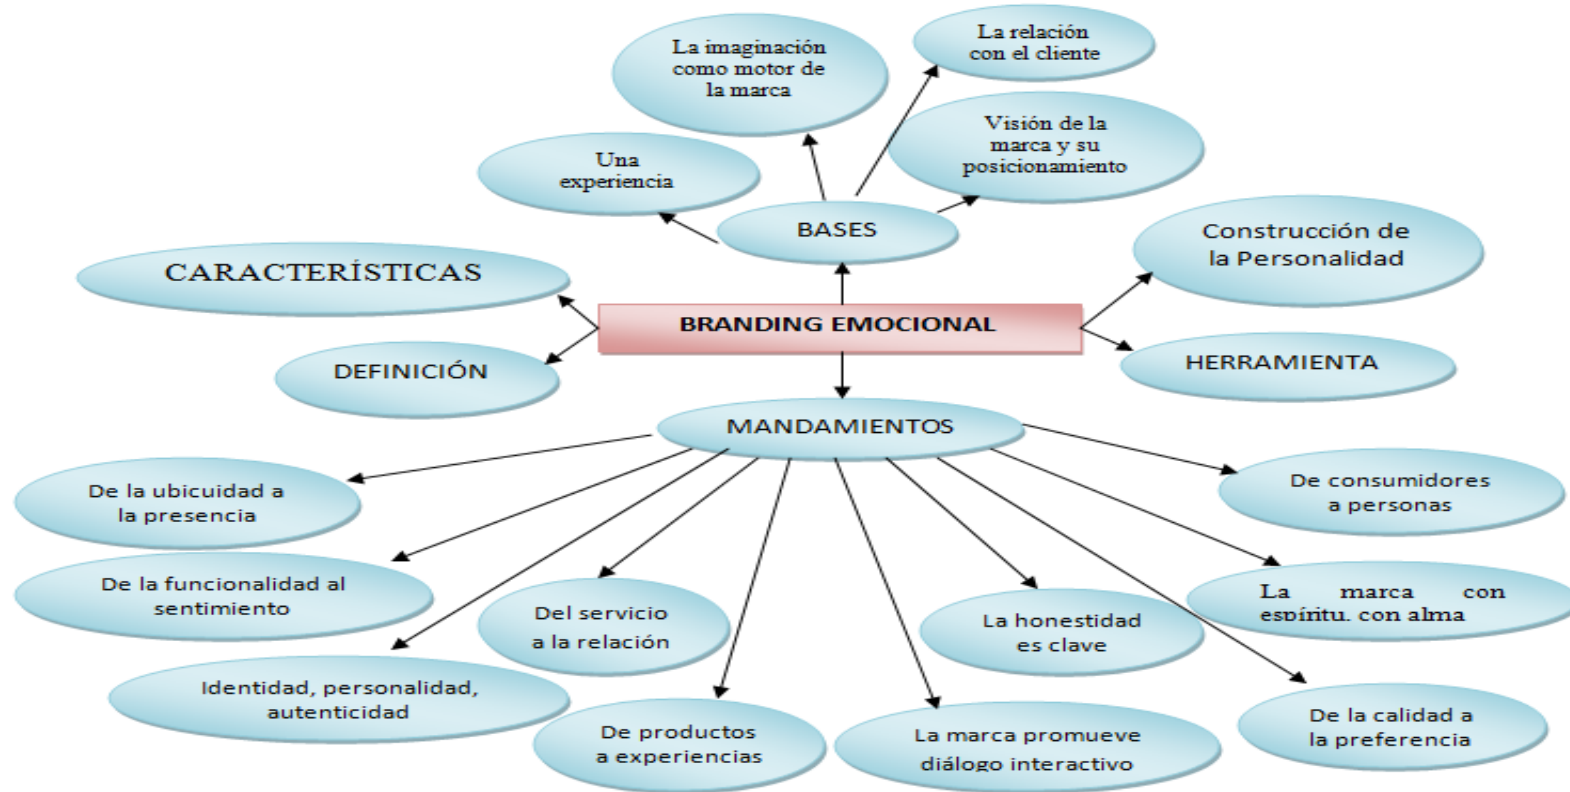 La imaginación
como motor de
la marca
La relación
con el cliente
Una
experiencia
Visión de la
marca y su
posicionamiento
BASES
CARACTERÍSTICAS
Construcción de
la Personalidad
BRANDING EMOCIONAL
DEFINICIÓN
HERRAMIENTA
MANDAMIENTOS
De la ubicuidad a
la presencia
De consumidores
a personas
De la funcionalidad al
sentimiento
Del servicio
a la relación
La honestidad
es clave
La marca con
espíritu, con alma
Identidad, personalidad,
autenticidad
De productos
a experiencias
La marca promueve
diálogo interactivo
De la calidad a
la preferencia